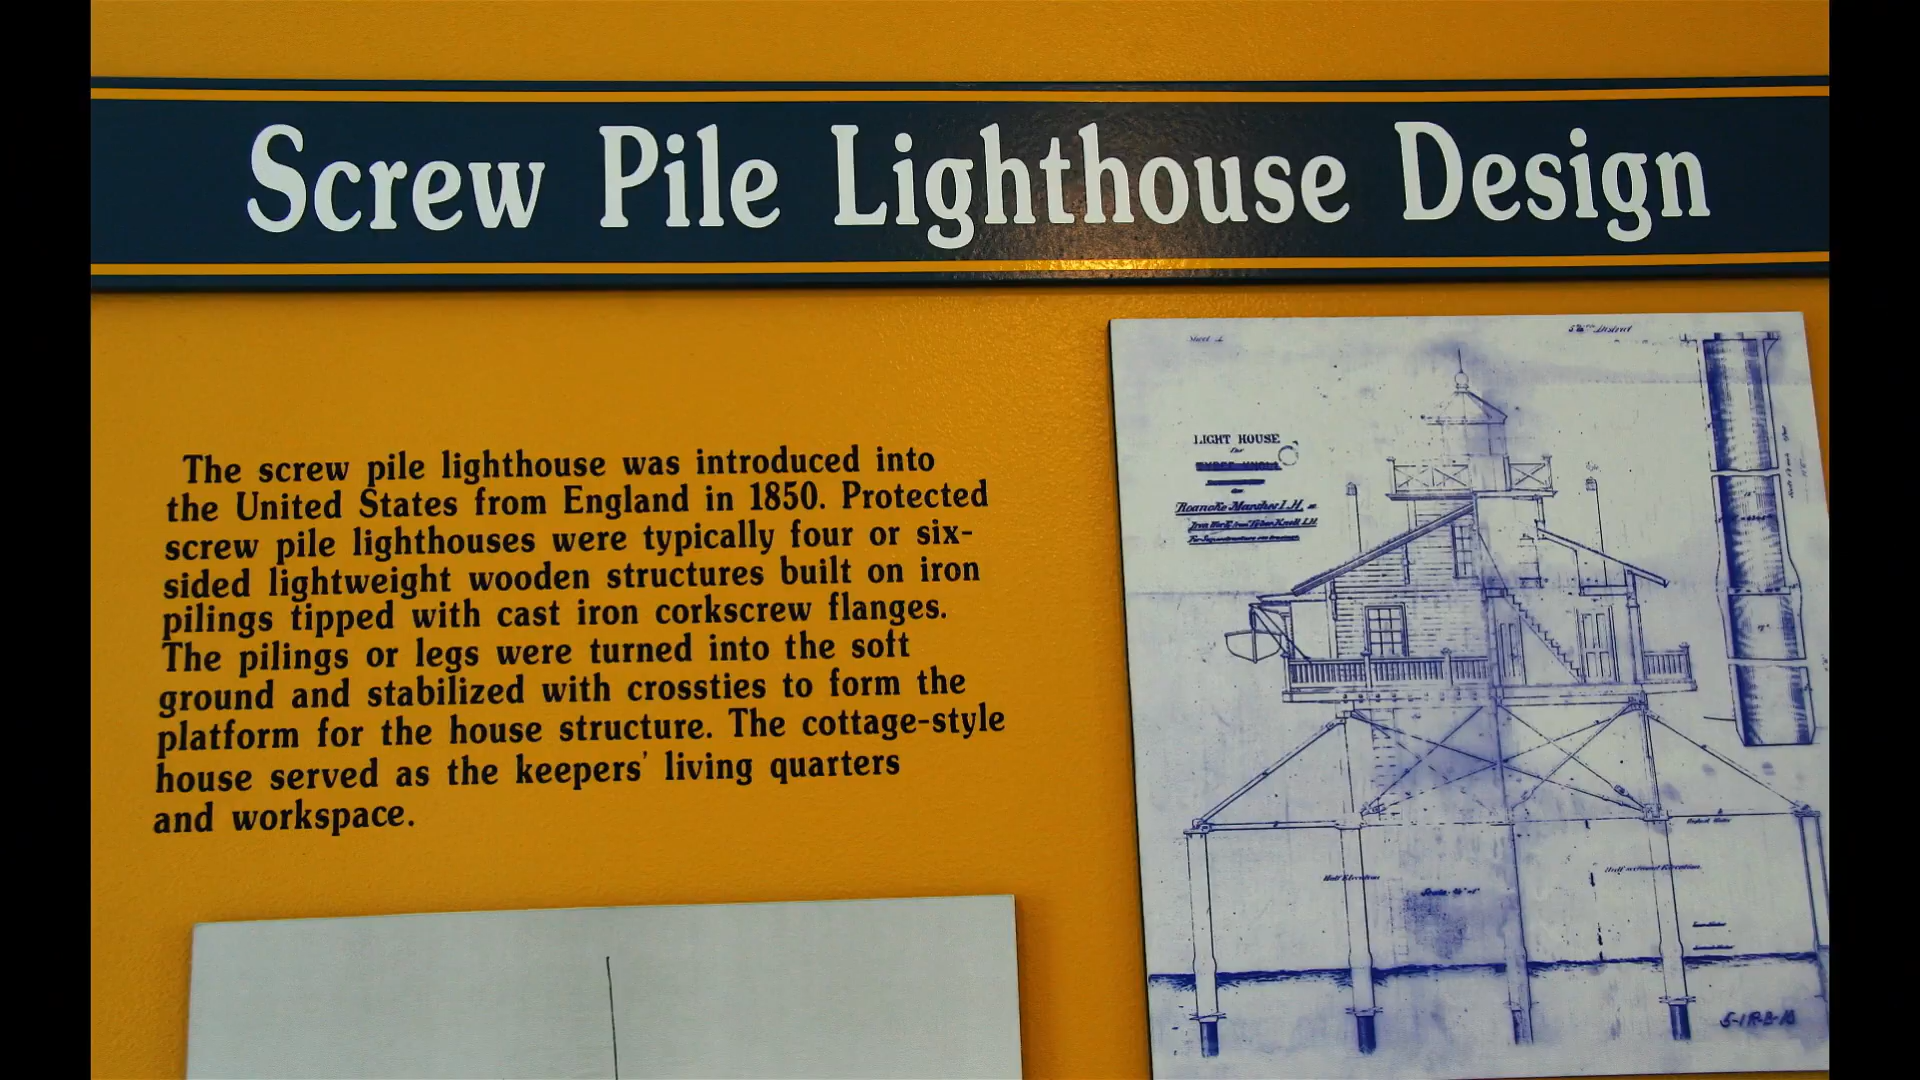 Screw Pile Lighthouse Design
The screw pile lighthouse was introduced into
the United States from England in 1850. Protected
screw pile lighthouses were typically four or six-
sided lightweight wooden structures built on iron
pilings tipped with cast iron corkscrew flanges.
The pilings or legs were turned into the soft
ground and stabilized with crossties to form the
platform for the house structure. The cottage-style
house served as the keepers' living quarters
and workspace.
District
LIGHT HOUSE
for
Roanoke Marshes L.H.
Half Elevation